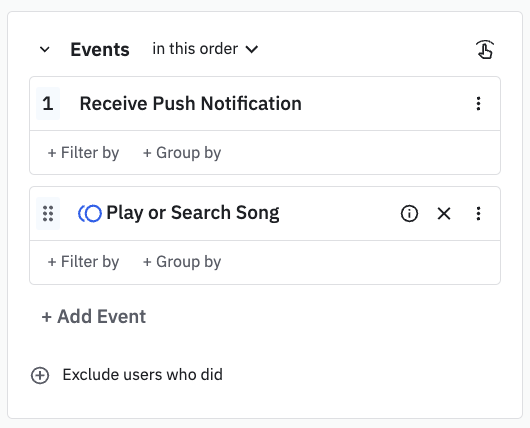 Events in this order
1 Receive Push Notification
+ Filter by + Group by
Play or Search Song
+ Filter by + Group by
+ Add Event
Exclude users who did